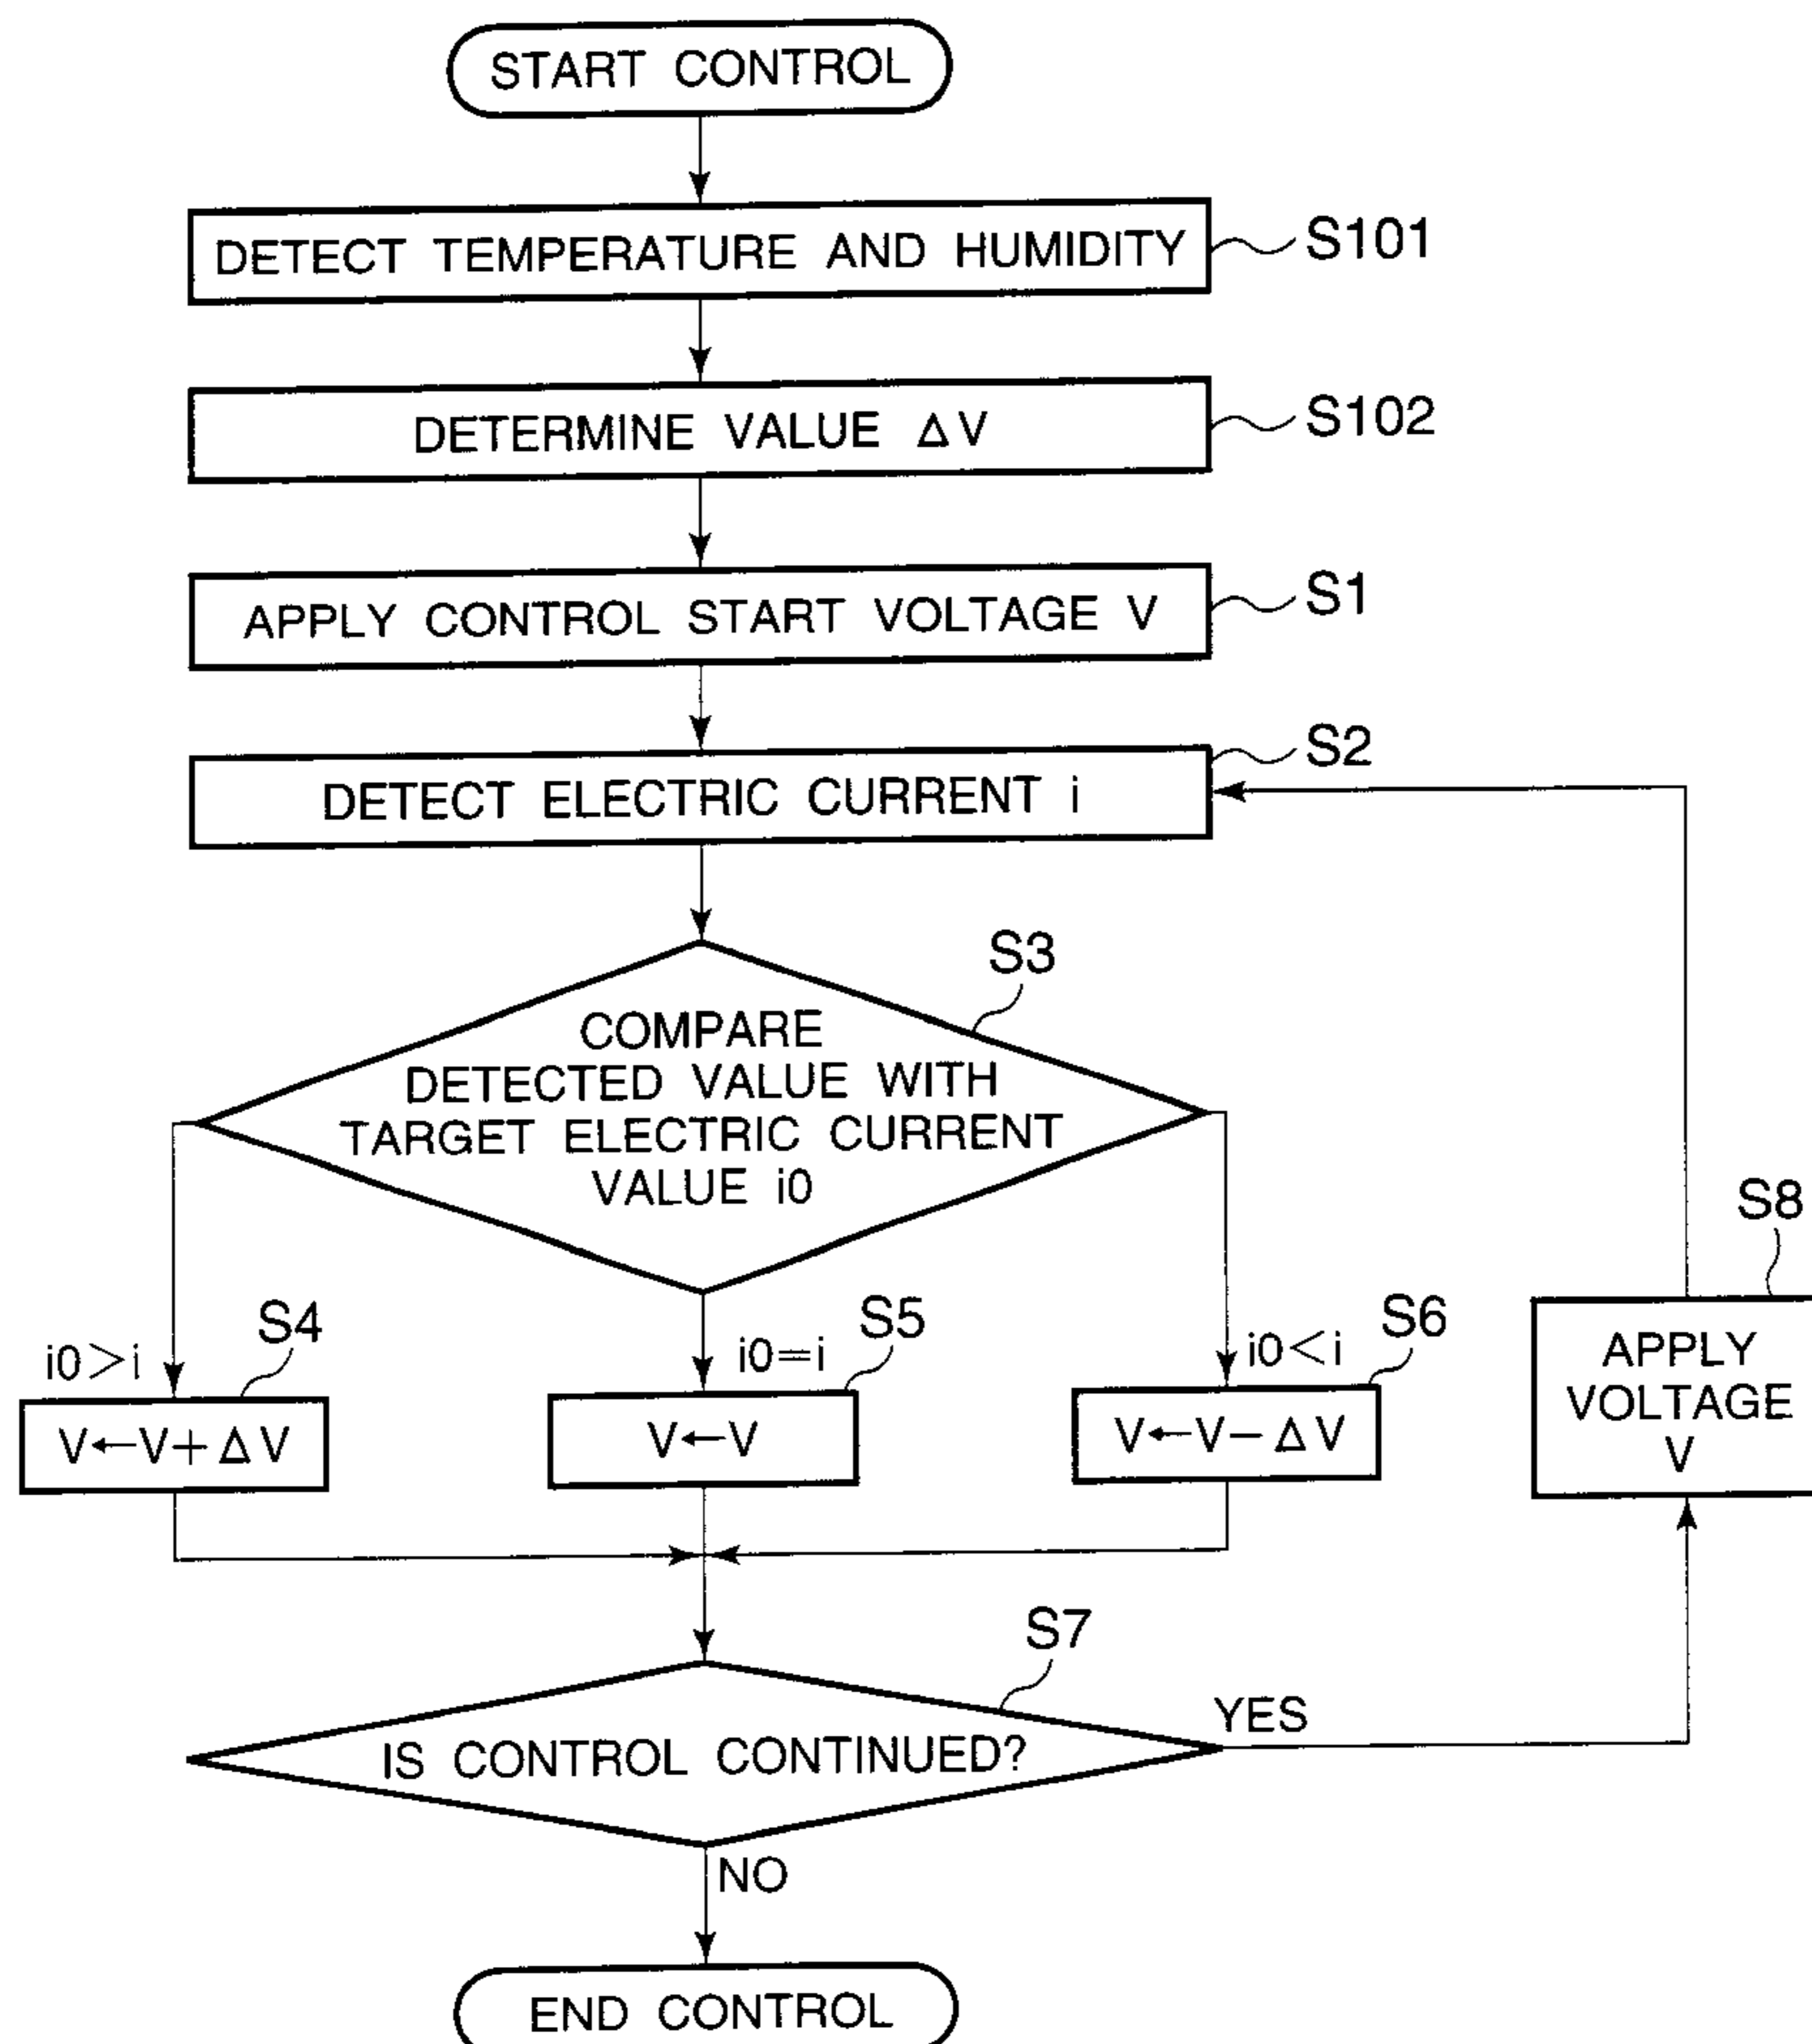 START CONTROL
DETECT TEMPERATURE AND HUMIDITY
S101
DETERMINE VALUE ΔV
S102
APPLY CONTROL START VOLTAGE V
S1
DETECT ELECTRIC CURRENT i
S2
COMPARE
DETECTED VALUE WITH
TARGET ELECTRIC CURRENT
VALUE i0
S3
i0>i
S4
V←V+ΔV
i0=i
S5
V←V
i0<i
S6
V←V-ΔV
S8
APPLY
VOLTAGE
V
S7
IS CONTROL CONTINUED?
YES
NO
END CONTROL